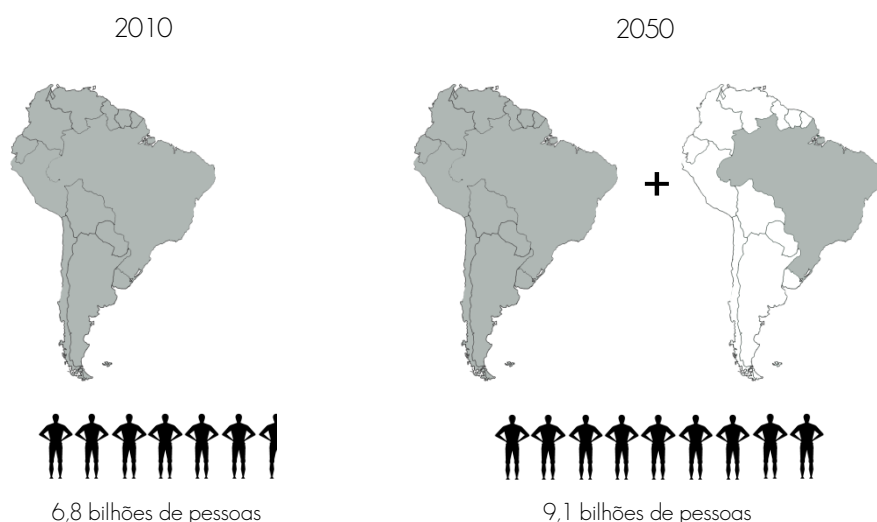 2010
2050
+
6,8 bilhões de pessoas
9,1 bilhões de pessoas